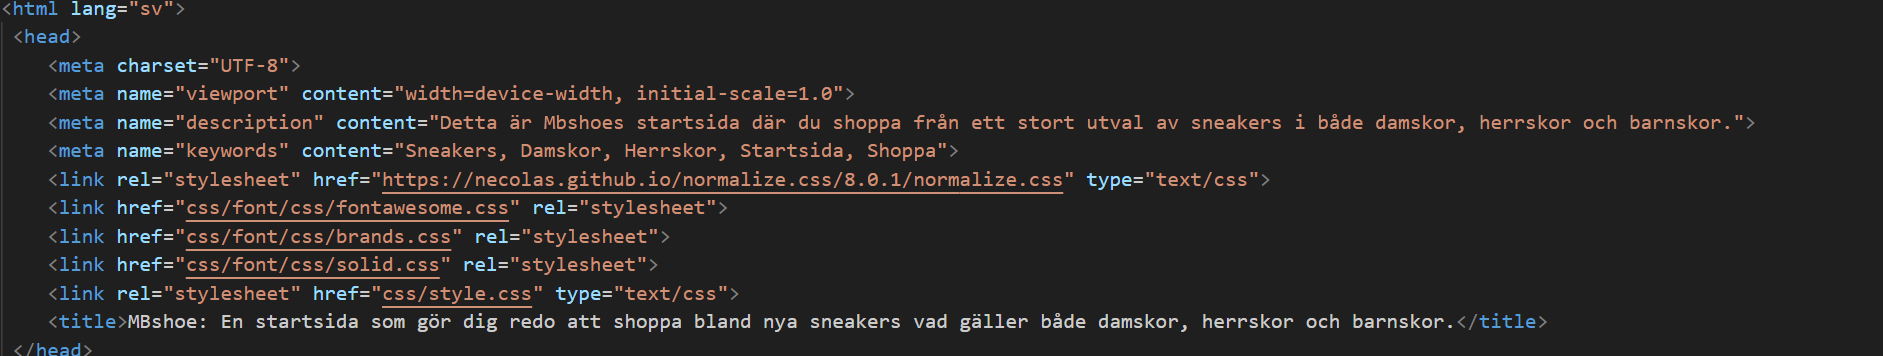 <html lang="sv">
<head>
<meta charset="UTF-8">
<meta name="viewport" content="width=device-width, initial-scale=1.0">
<meta name="description" content="Detta är Mbshoes startsida där du shoppa från ett stort utval av sneakers i både damskor, herrskor och barnskor.">
<meta name="keywords" content="Sneakers, Damskor, Herrskor, Startsida, Shoppa">
<link rel="stylesheet" href="https://necolas.github.io/normalize.css/8.0.1/normalize.css" type="text/css">
<link href="css/font/css/fontawesome.css" rel="stylesheet">
<link href="css/font/css/brands.css" rel="stylesheet">
<link href="css/font/css/solid.css" rel="stylesheet">
<link rel="stylesheet" href="css/style.css" type="text/css">
<title>MBshoe: En startsida som gör dig redo att shoppa bland nya sneakers vad gäller både damskor, herrskor och barnskor.</title>
</head>